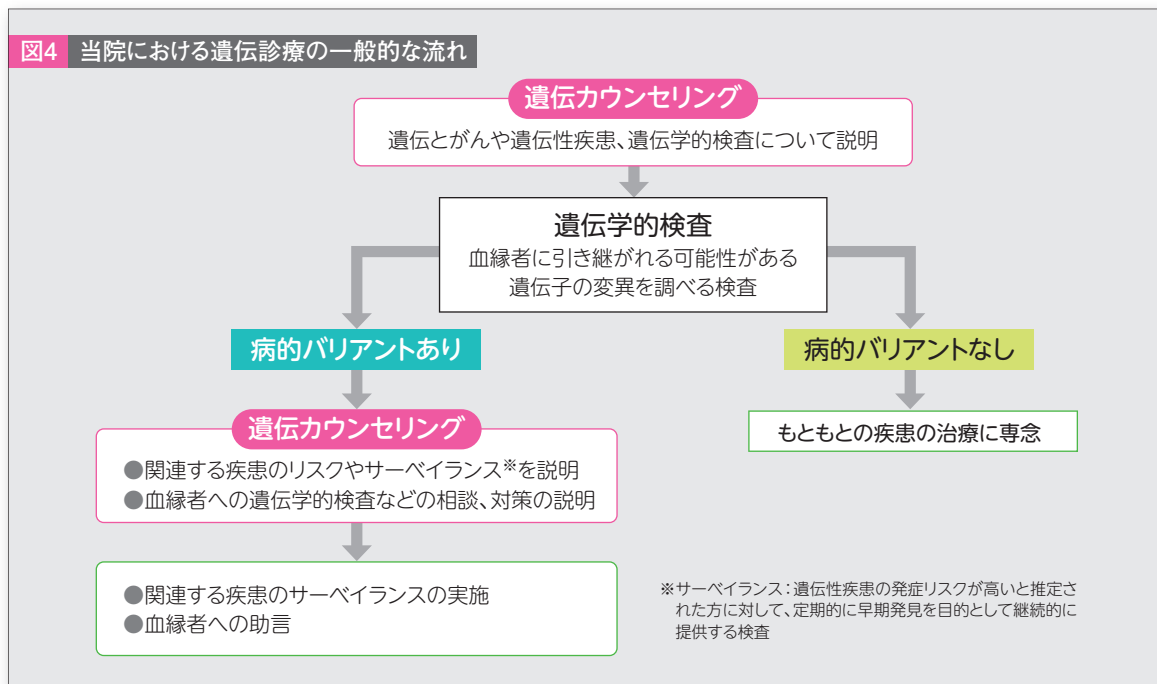 図4 当院における遺伝診療の一般的な流れ
遺伝カウンセリング
遺伝とがんや遺伝性疾患、遺伝学的検査について説明
遺伝学的検査
血縁者に引き継がれる可能性がある
遺伝子の変異を調べる検査
病的バリアントあり
病的バリアントなし
遺伝カウンセリング
●関連する疾患のリスクやサーベイランス※を説明
●血縁者への遺伝学的検査などの相談、対策の説明
もともとの疾患の治療に専念
●関連する疾患のサーベイランスの実施
●血縁者への助言
※サーベイランス：遺伝性疾患の発症リスクが高いと推定さ
れた方に対して、定期的に早期発見を目的として継続的に
提供する検査